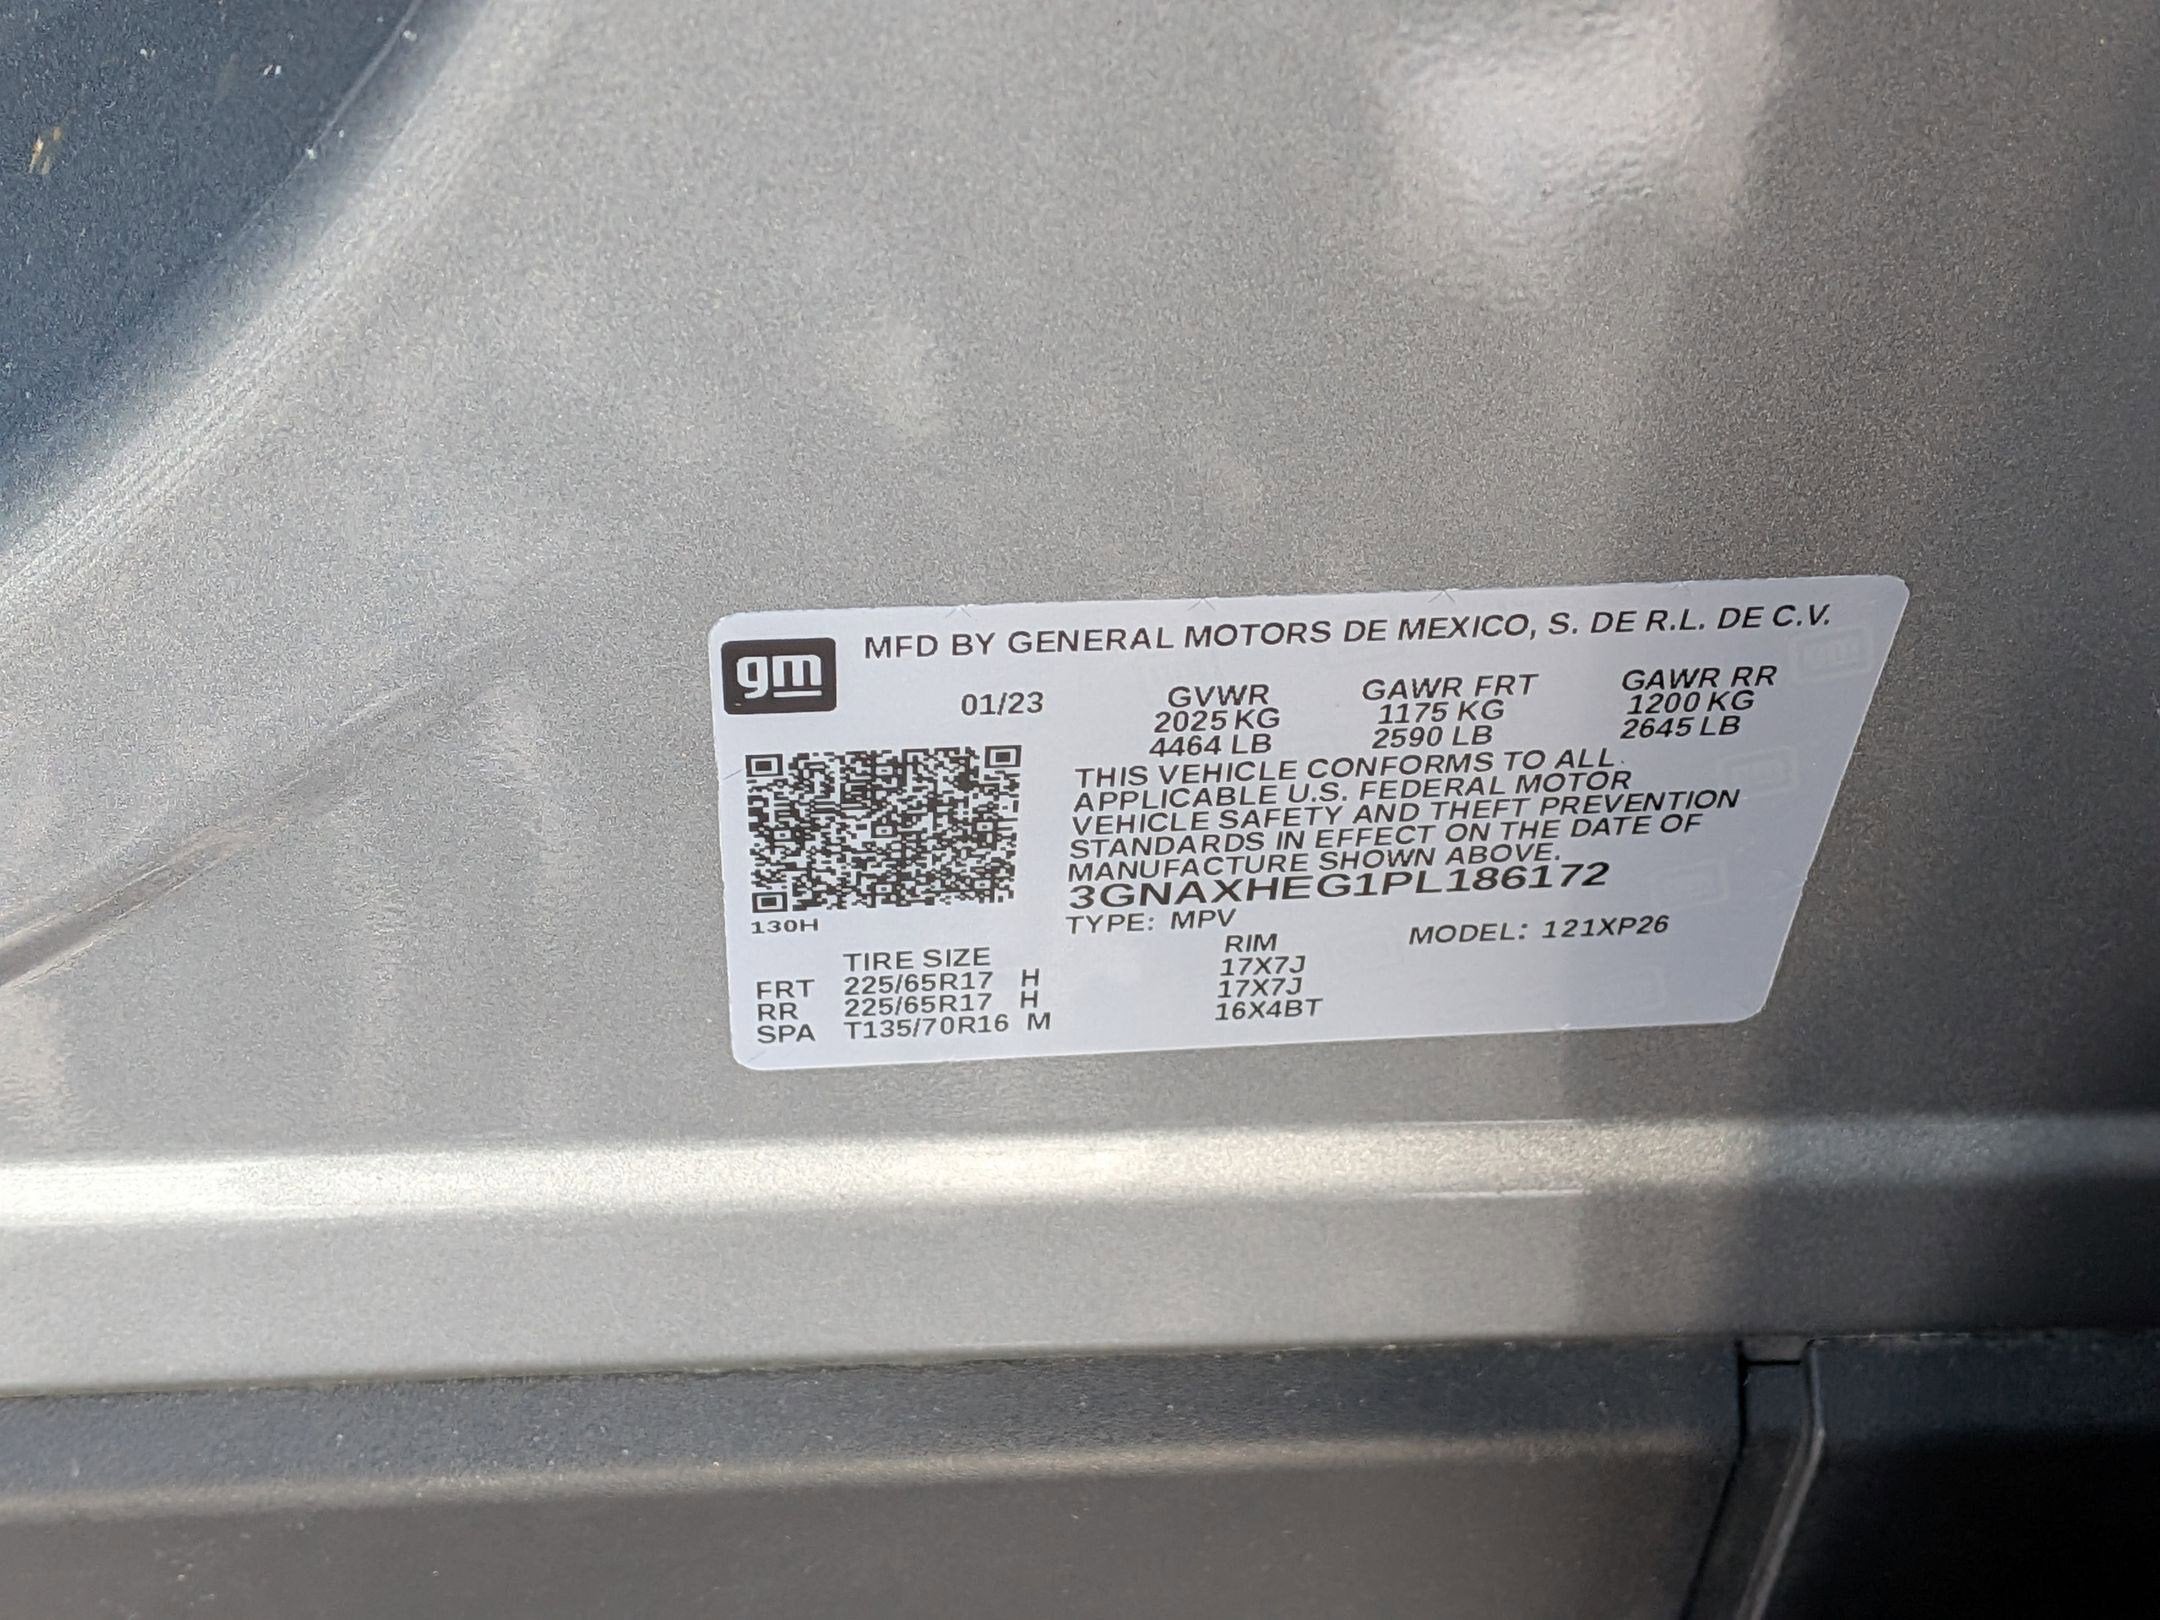 gm
MFD BY GENERAL MOTORS DE MEXICO, S. DE R.L. DE C.V.
01/23 GVWR GAWR FRT GAWR RR
2025 KG 1175 KG 1200 KG
4464 LB 2590 LB 2645 LB
THIS VEHICLE CONFORMS TO ALL
APPLICABLE U.S. FEDERAL MOTOR
VEHICLE SAFETY AND THEFT PREVENTION
STANDARDS IN EFFECT ON THE DATE OF
MANUFACTURE SHOWN ABOVE.
3GNAXHEG1PL186172
130H
TYPE: MPV MODEL: 121XP26
TIRE SIZE RIM
FRT 225/65R17 H 17X7J
RR 225/65R17 H 17X7J
SPA T135/70R16 M 16X4BT